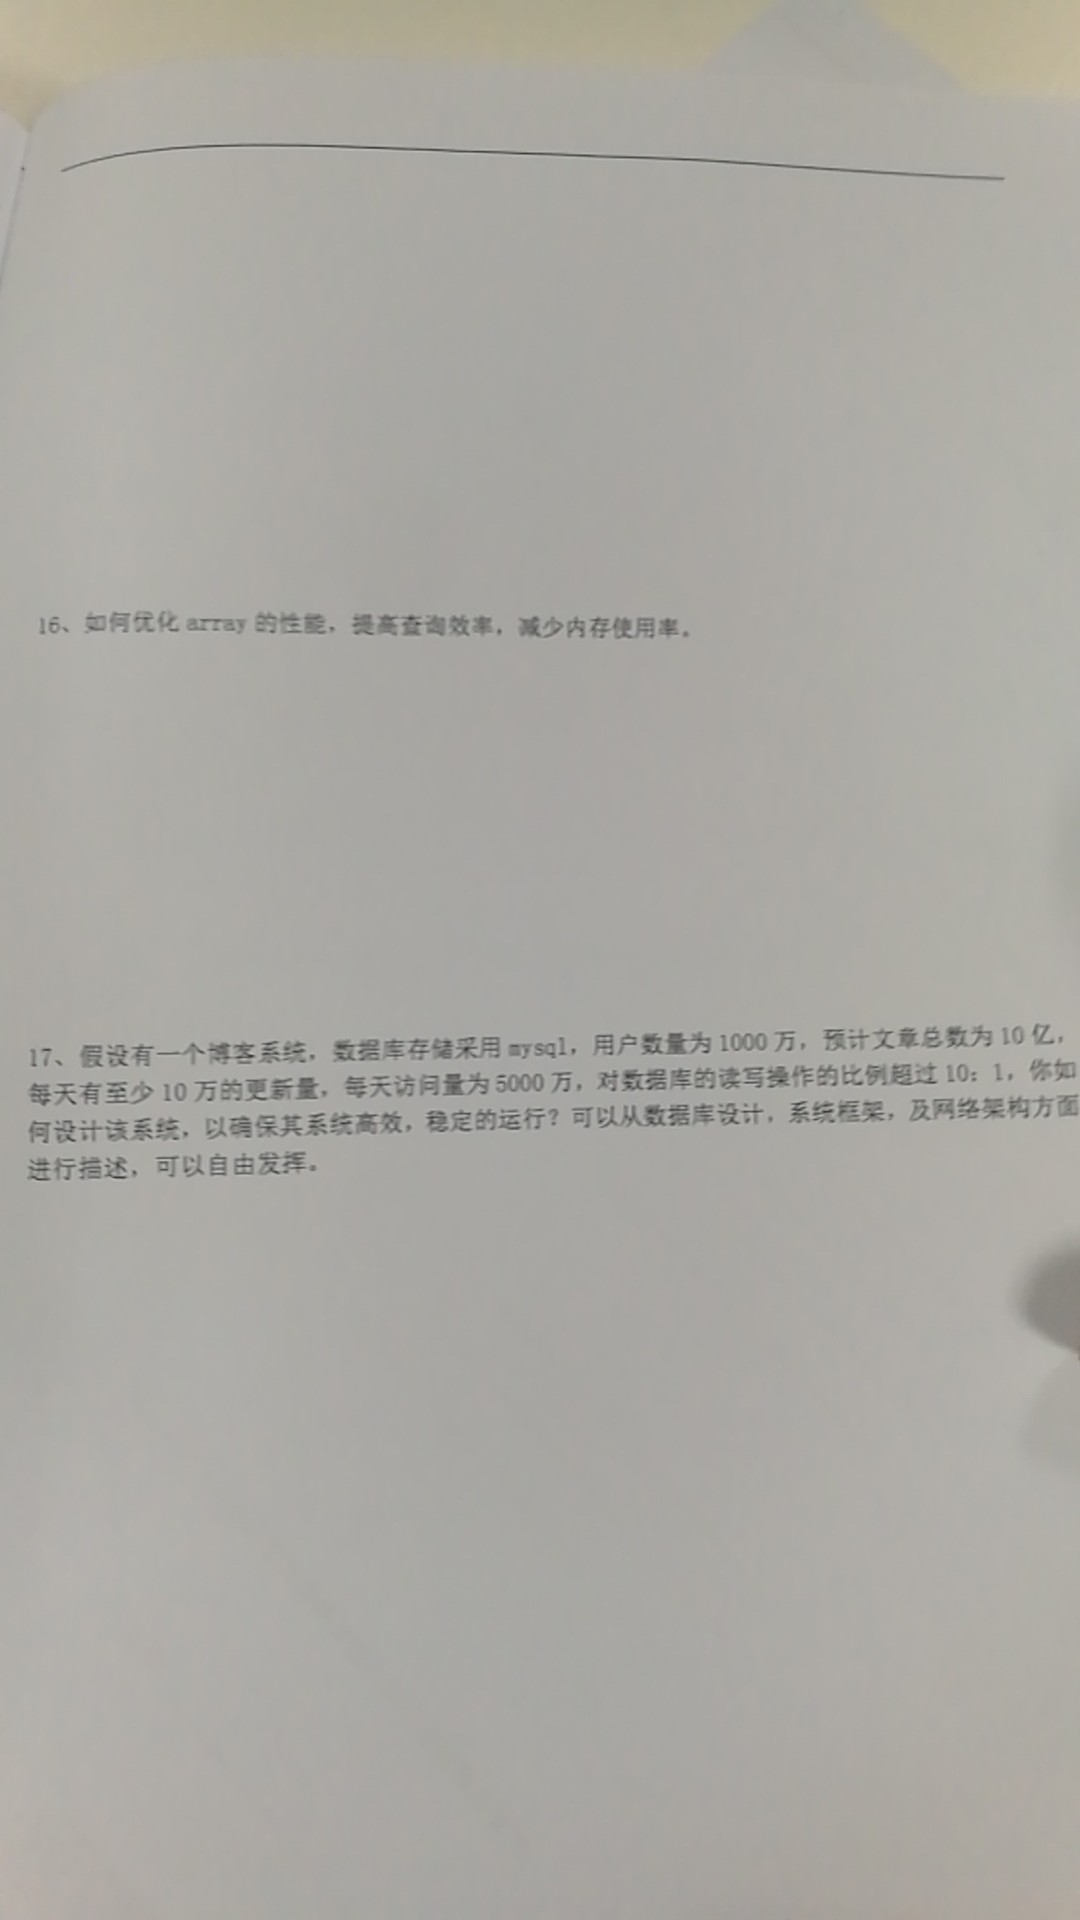 16、如何优化 array 的性能，提高查询效率，减少内存使用率。
17、假设有一个博客系统，数据库存储采用 mysql，用户数量为 1000 万，预计文章总数为 10 亿，
每天有至少 10 万的更新量，每天访问量为 5000 万，对数据库的读写操作的比例超过 10：1，你如
何设计该系统，以确保其系统高效，稳定的运行？可以从数据库设计，系统框架，及网络架构方面
进行描述，可以自由发挥。